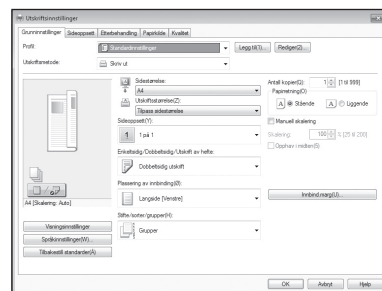 Utskriftsinnstillinger
Grunninnstillinger Sideoppsett Etterbehandling Papirkilde Kvalitet
Profil: Standardinnstillinger Legg til(1)... Rediger(2)...
Utskriftsmetode: Skriv ut
Sidestørrelse:
A4
Utskriftsstørrelse(Z):
Tilpass sidestørrelse
Sideoppsett(Y):
1 på 1
Enkeltsidig/Dobbeltsidig/Utskrift av hefte:
Dobbeltsidig utskrift
Plassering av innbinding(Ø):
Langside [Venstre]
Stifte/sorter/grupper(H):
Grupper
Antall kopier(Q): 1 [1 til 999]
Papirretning(O)
A Stående A Liggende
Manuell skalering
Skalering: 100 % [25 til 200]
Opphav i midten(5)
Innbind.marg(U)...
A4 [Skalering: Auto]
Visningsinnstillinger
Språkinnstillinger(W)...
Tilbakestill standarder(A)
OK Avbryt Hjelp